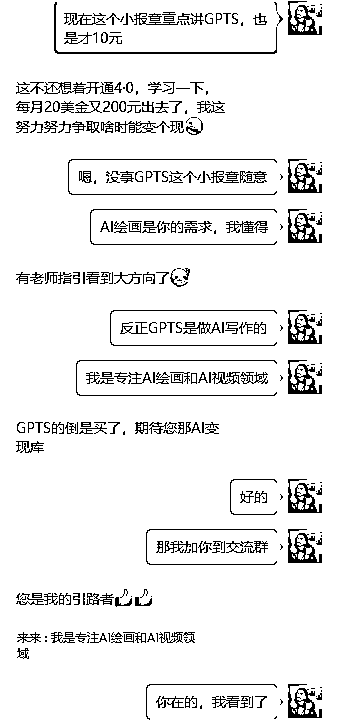 现在这个小报童重点讲GPTS，也
是才10元
这不还想着开通4·0，学习一下，
每月20美金又200元出去了，我这
努力努力争取啥时能变个现
嗯，没事GPTS这个小报童随意
AI绘画是你的需求，我懂得
有老师指引看到大方向了
反正GPTS是做AI写作的
我是专注AI绘画和AI视频领域
GPTS的倒是买了，期待您那AI变
现库
好的
那我加你到交流群
您是我的引路者👍👍
来来：我是专注AI绘画和AI视频领
域
你在的，我看到了